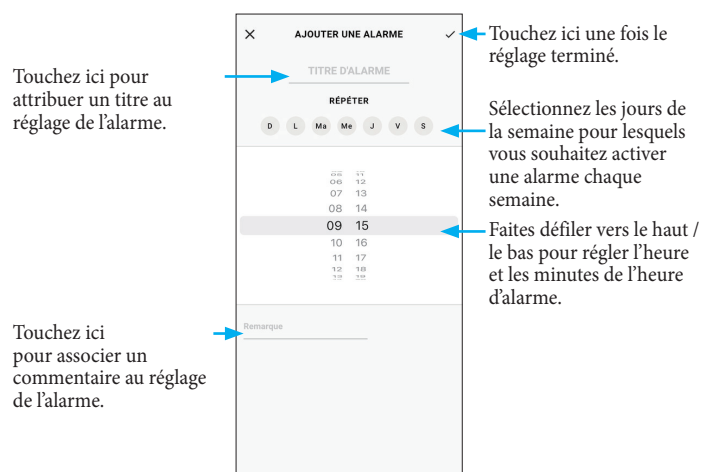 AJOUTER UNE ALARME
Touchez ici une fois le
réglage terminé.
Touchez ici pour
attribuer un titre au
réglage de l’alarme.
TITRE D'ALARME
RÉPÉTER
D L Ma Me J V S
Sélectionnez les jours de
la semaine pour lesquels
vous souhaitez activer
une alarme chaque
semaine.
06 12
07 13
08 14
09 15
10 16
11 17
12 18
Faites défiler vers le haut /
le bas pour régler l’heure
et les minutes de l’heure
d’alarme.
Touchez ici
pour associer un
commentaire au réglage
de l’alarme.
Remarque